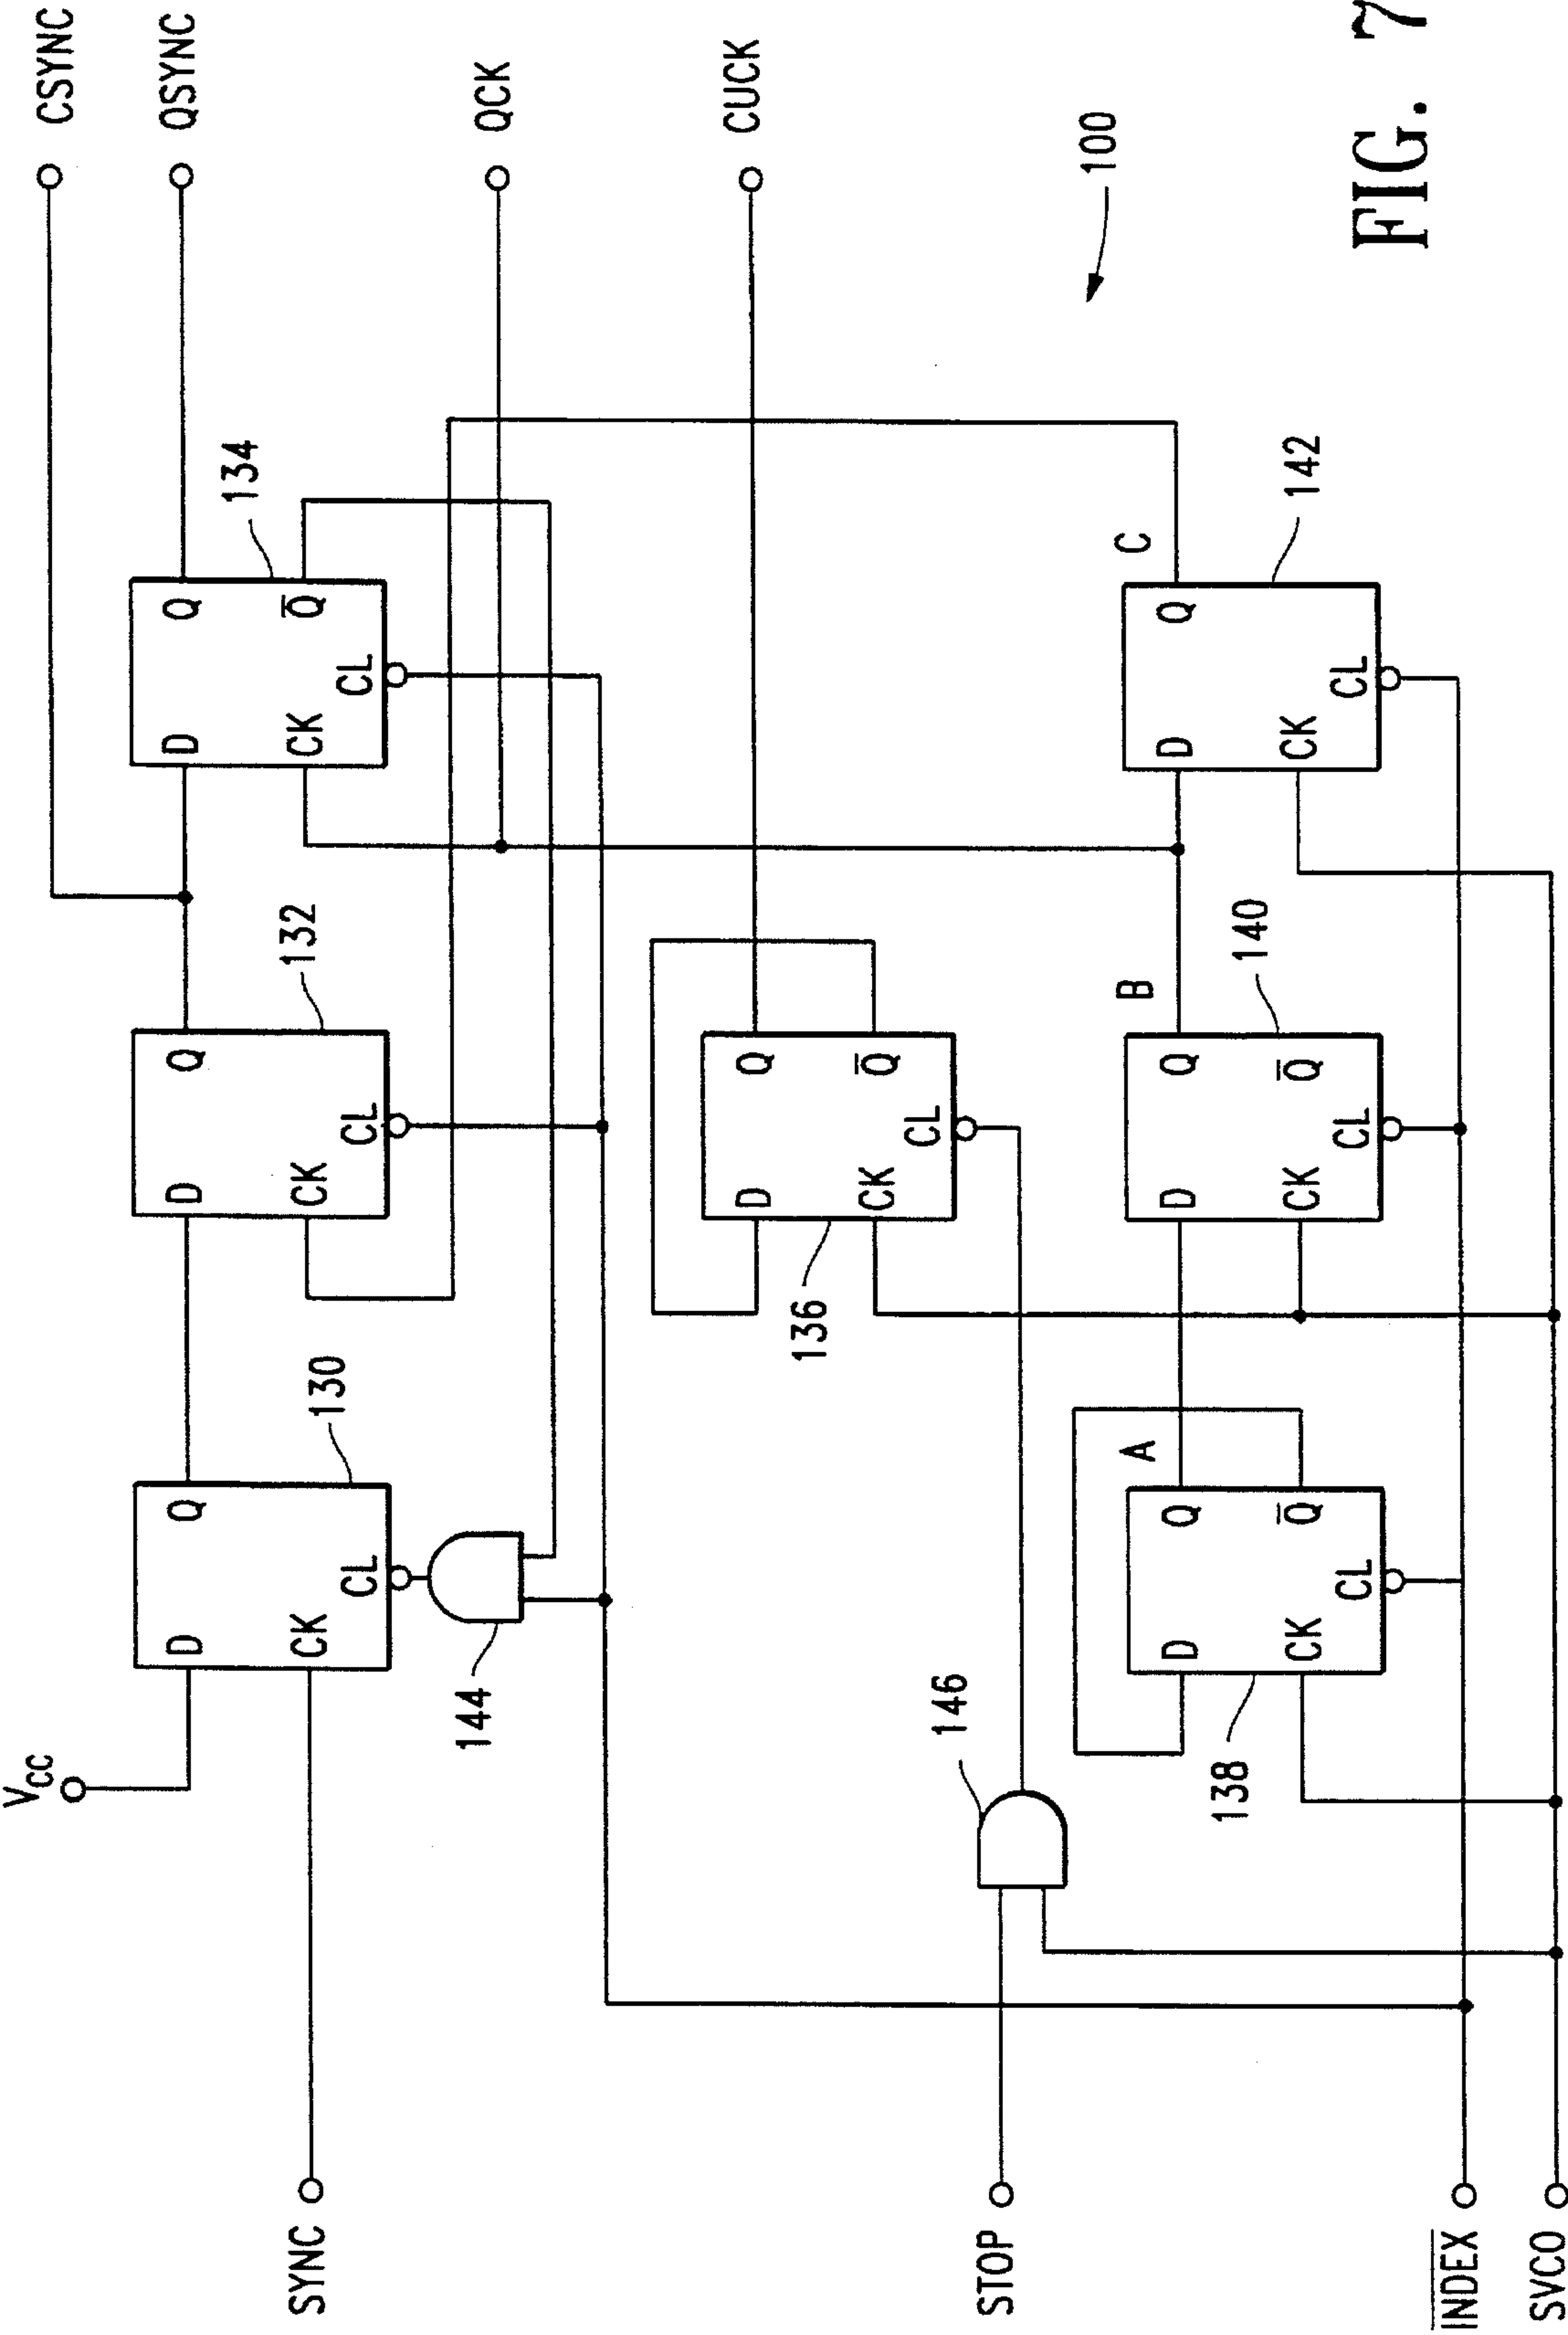 CSYNC
QSYNC
QCK
CUCK
100
FIG. 7
VCC
SYNC
D
Q
CK
CL
130
D
Q
CK
CL
132
D
Q
CK
Q̅
CL
134
144
D
Q
CK
Q̅
CL
136
STOP
146
A
D
Q
CK
Q̅
CL
138
B
D
Q
CK
Q̅
CL
140
C
D
Q
CK
CL
142
I̅N̅D̅E̅X̅
SVCO